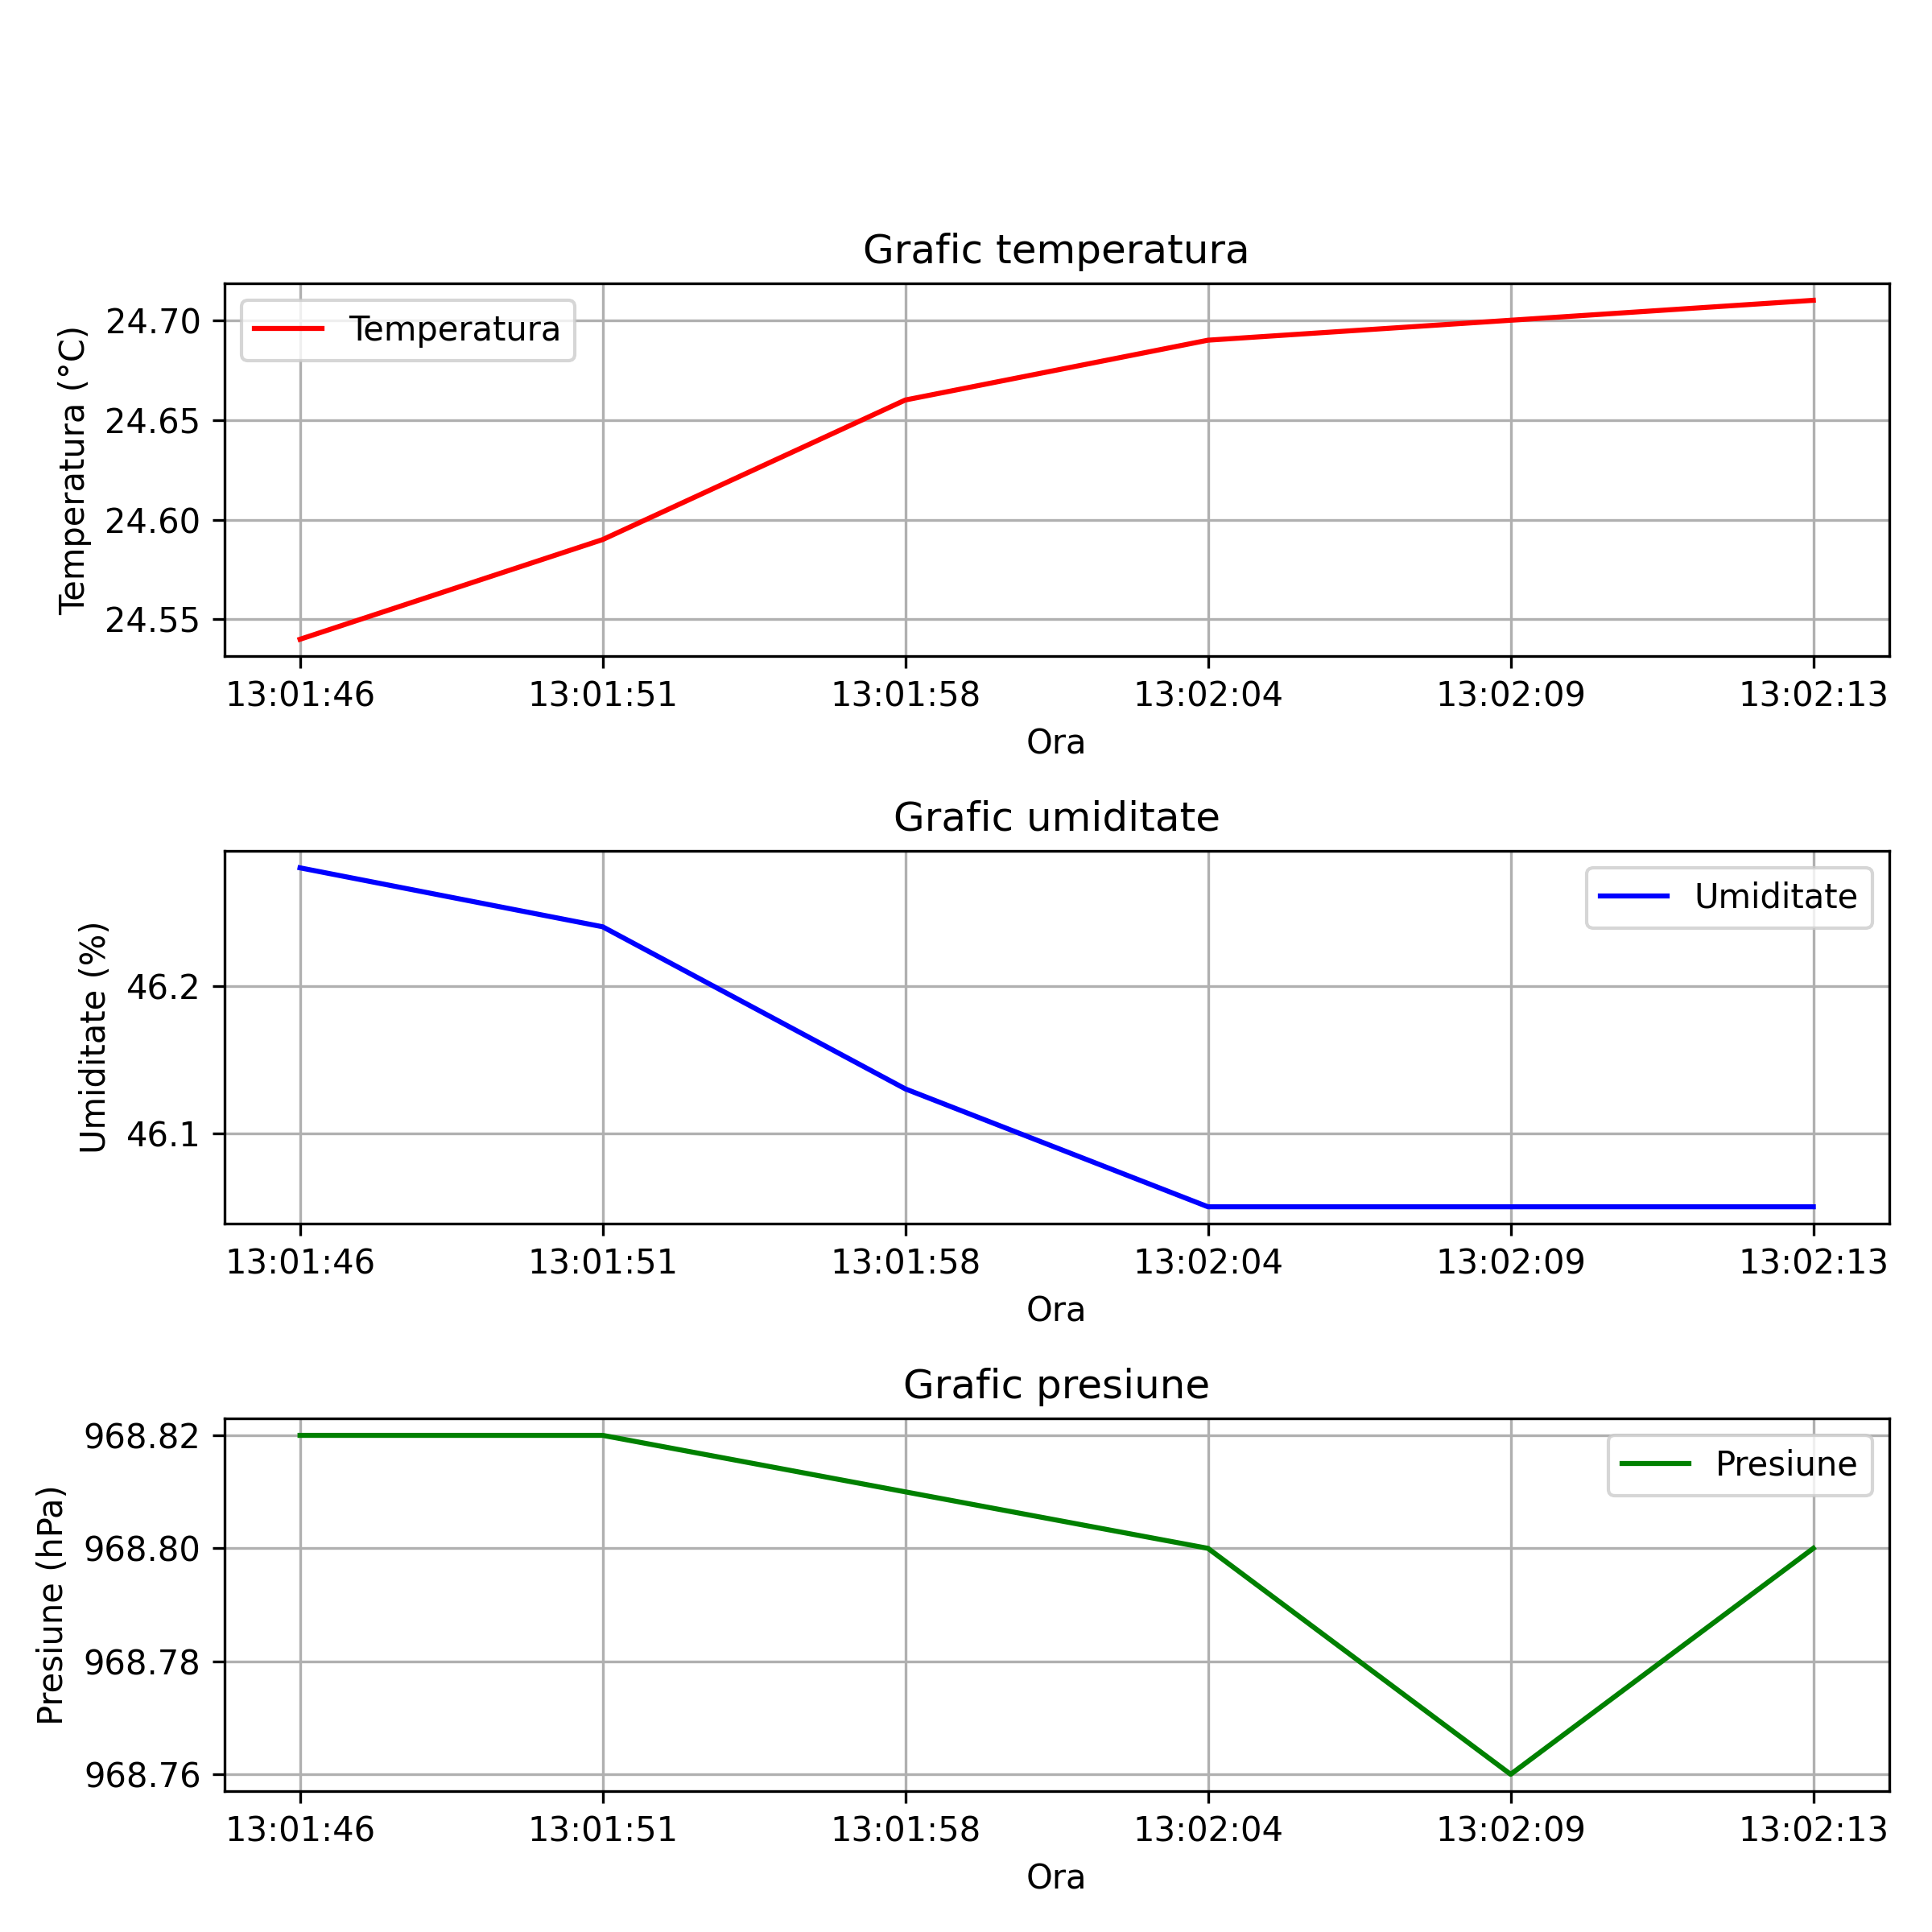 Grafic temperatura
Temperatura (°C)
24.70
24.65
24.60
24.55
Temperatura
13:01:46 13:01:51 13:01:58 13:02:04 13:02:09 13:02:13
Ora
Grafic umiditate
Umiditate (%)
46.2
46.1
Umiditate
13:01:46 13:01:51 13:01:58 13:02:04 13:02:09 13:02:13
Ora
Grafic presiune
Presiune (hPa)
968.82
968.80
968.78
968.76
Presiune
13:01:46 13:01:51 13:01:58 13:02:04 13:02:09 13:02:13
Ora